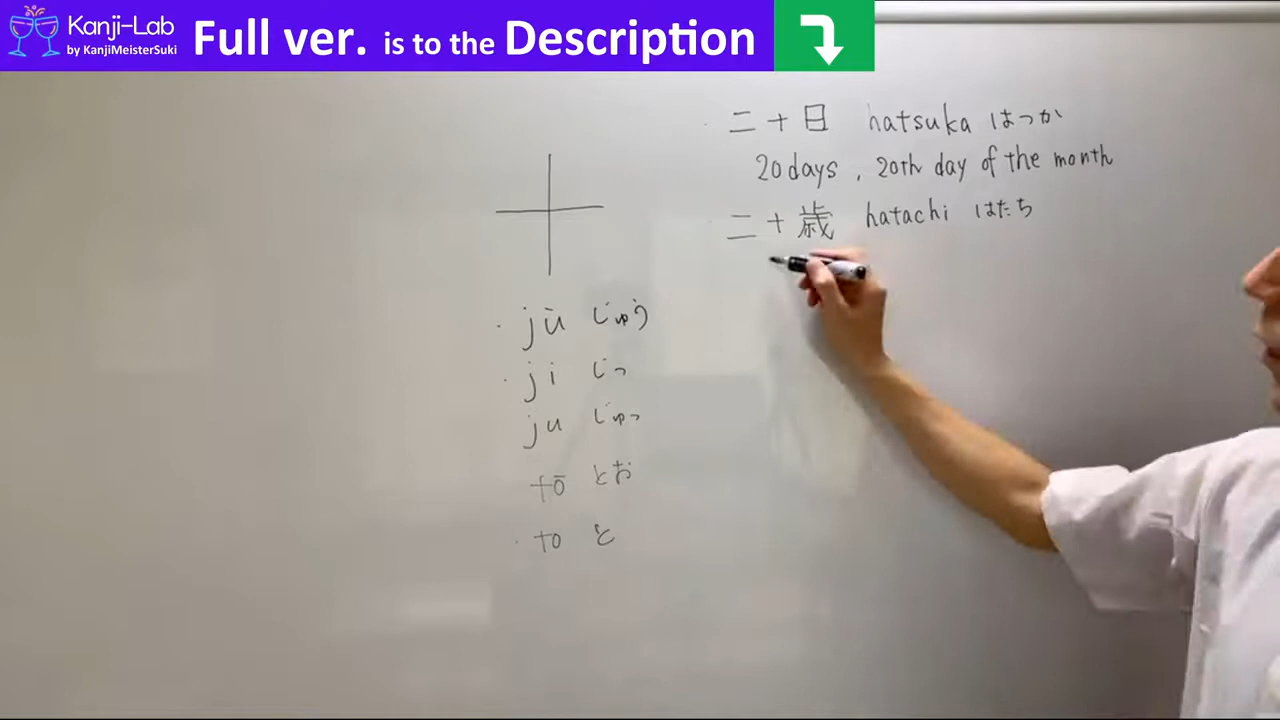 Kanji-Lab
by KanjiMeisterSuki
Full ver. is to the Description
十
jū じゅう
ji じっ
ju じゅっ
tō とお
to と
二十日 hatsuka はつか
20days, 20th day of the month
二十歳 hatachi はたち